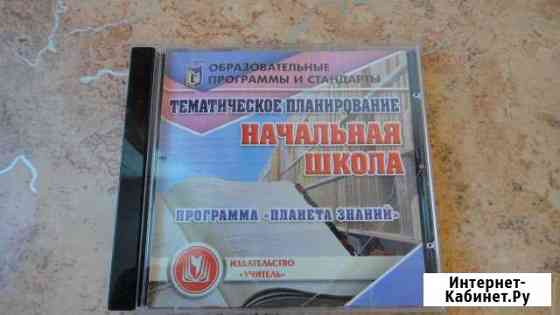 ОБРАЗОВАТЕЛЬНЫЕ
ПРОГРАММЫ И СТАНДАРТЫ
ТЕМАТИЧЕСКОЕ ПЛАНИРОВАНИЕ
НАЧАЛЬНАЯ
ШКОЛА
ПРОГРАММА «ПЛАНЕТА ЗНАНИЙ»
ИЗДАТЕЛЬСТВО
«УЧИТЕЛЬ»
Интернет-
Кабинет.Ру